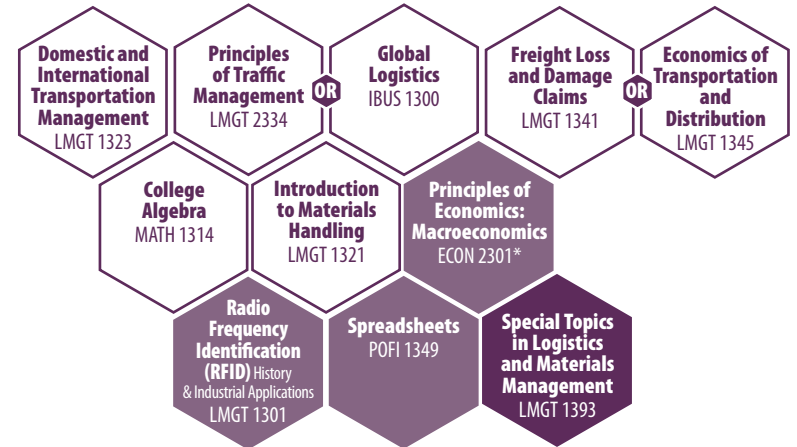 Domestic and
International
Transportation
Management
LMGT 1323
Principles
of Traffic
Management
LMGT 2334
OR
Global
Logistics
IBUS 1300
Freight Loss
and Damage
Claims
LMGT 1341
OR
Economics of
Transportation
and
Distribution
LMGT 1345
College
Algebra
MATH 1314
Introduction
to Materials
Handling
LMGT 1321
Principles of
Economics:
Macroeconomics
ECON 2301*
Radio
Frequency
Identification
(RFID) History
& Industrial Applications
LMGT 1301
Spreadsheets
POFI 1349
Special Topics
in Logistics
and Materials
Management
LMGT 1393